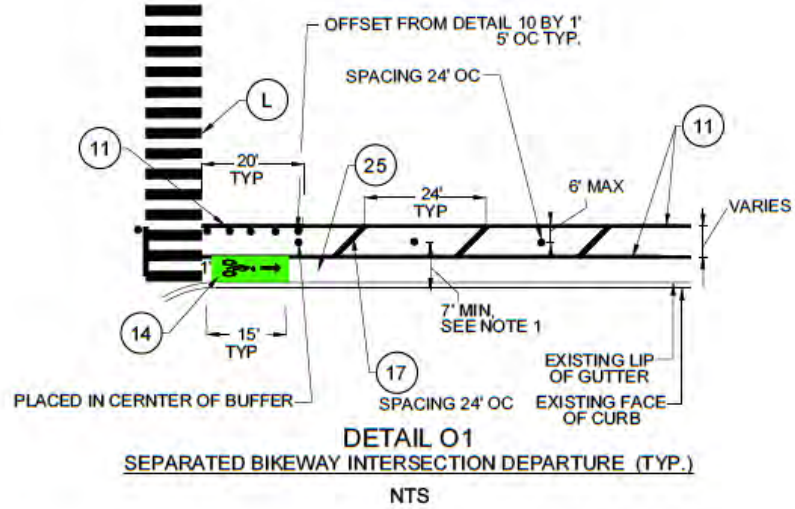 OFFSET FROM DETAIL 10 BY 1'
5' OC TYP.
SPACING 24' OC
L
11
11
20'
TYP
25
24'
TYP
6' MAX
VARIES
1'
14
15'
TYP
7' MIN,
SEE NOTE 1
17
EXISTING LIP
OF GUTTER
PLACED IN CERNTER OF BUFFER
SPACING 24' OC
EXISTING FACE
OF CURB
11
DETAIL O1
SEPARATED BIKEWAY INTERSECTION DEPARTURE (TYP.)
NTS